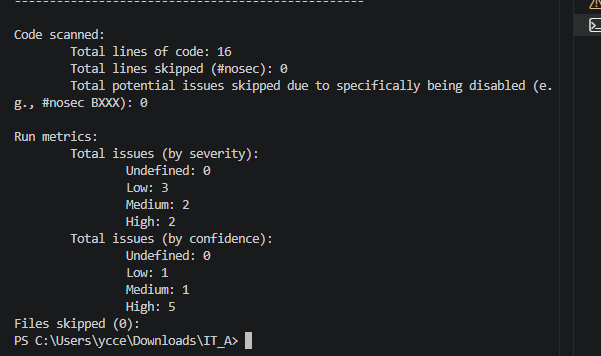 --------------------------------------------------
Code scanned:
Total lines of code: 16
Total lines skipped (#nosec): 0
Total potential issues skipped due to specifically being disabled (e.
g., #nosec BXXX): 0
Run metrics:
Total issues (by severity):
Undefined: 0
Low: 3
Medium: 2
High: 2
Total issues (by confidence):
Undefined: 0
Low: 1
Medium: 1
High: 5
Files skipped (0):
PS C:\Users\ycce\Downloads\IT_A>